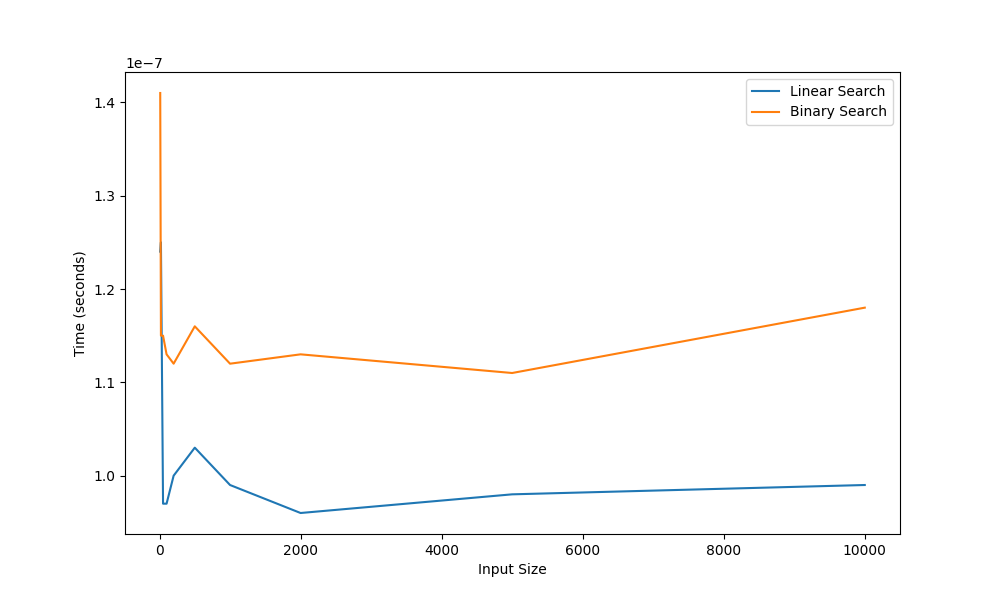 1e−7
Linear Search
Binary Search
1.4
1.3
1.2
1.1
1.0
Time (seconds)
0
2000
4000
6000
8000
10000
Input Size